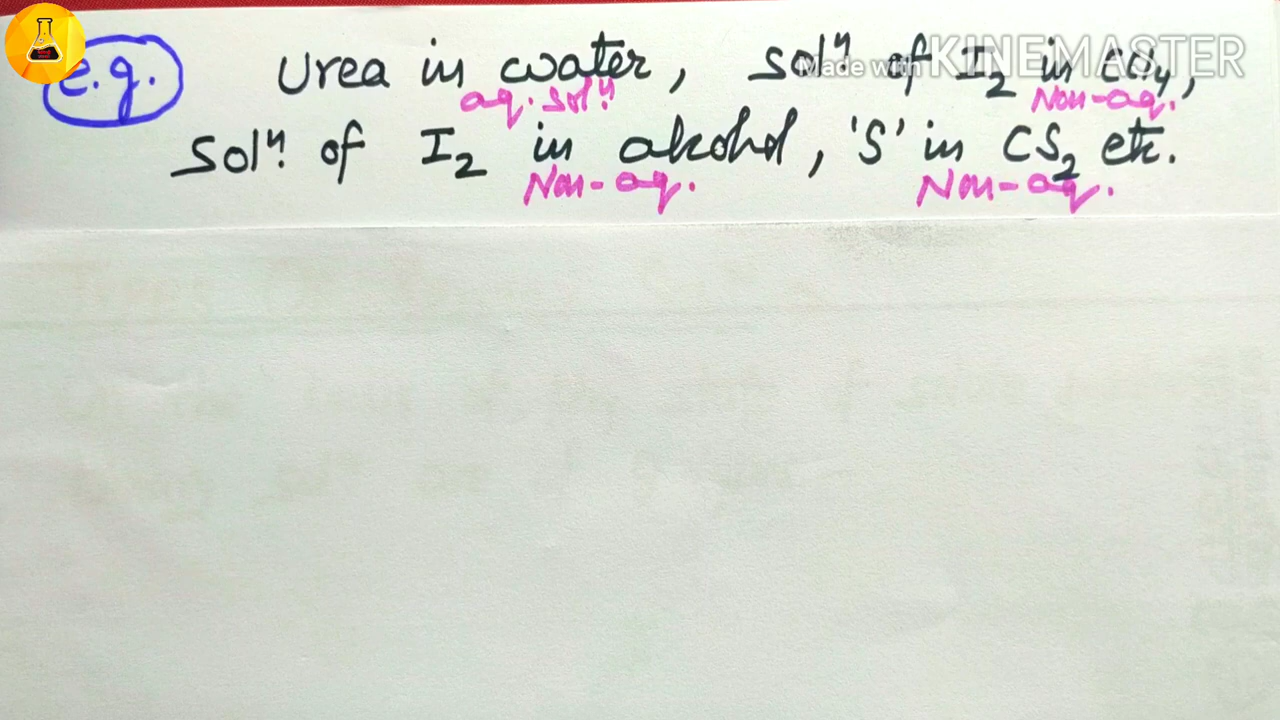 e.g. Urea in water, solⁿ of I₂ in CCl₄,
aq. solⁿ. Non-aq.
Made with KINEMASTER
Solⁿ. of I₂ in alcohol, 'S' in CS₂ etc.
Non-aq. Non-aq.